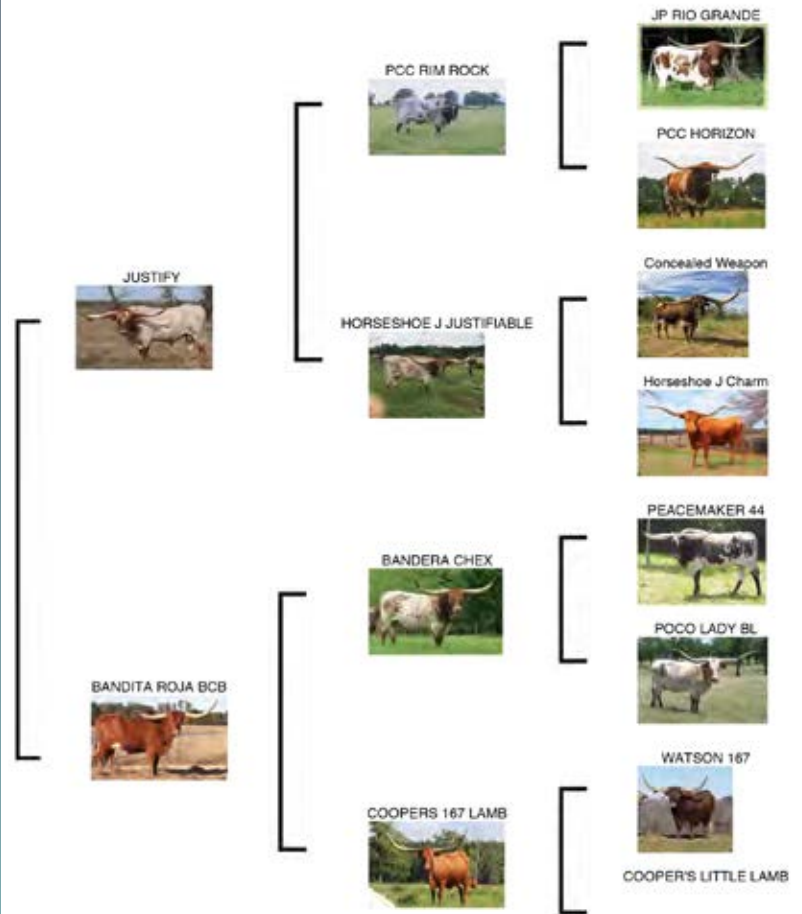 JP RIO GRANDE
PCC RIM ROCK
PCC HORIZON
JUSTIFY
Concealed Weapon
HORSESHOE J JUSTIFIABLE
Horseshoe J Charm
PEACEMAKER 44
BANDERA CHEX
POCO LADY BL
BANDITA ROJA BCB
WATSON 167
COOPERS 167 LAMB
COOPER'S LITTLE LAMB